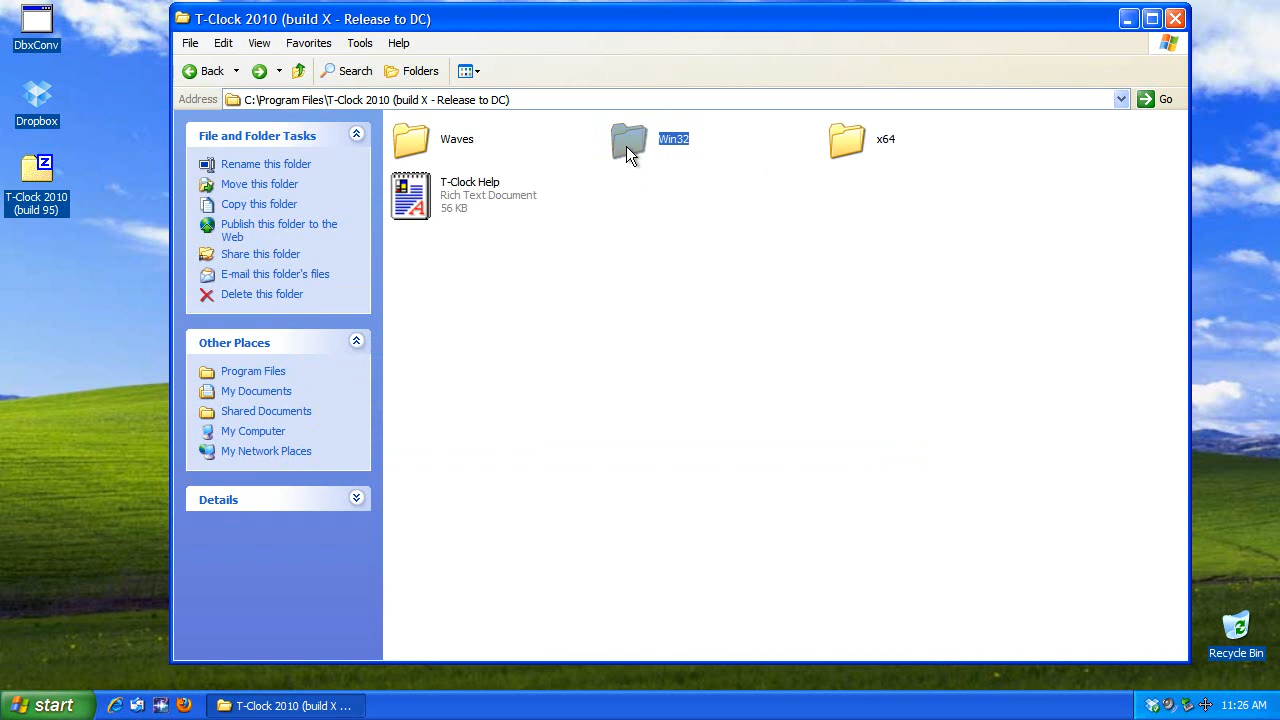 DbxConv
Dropbox
T-Clock 2010
(build 95)
T-Clock 2010 (build X - Release to DC)
File Edit View Favorites Tools Help
Back Search Folders
Address C:\Program Files\T-Clock 2010 (build X - Release to DC) Go
File and Folder Tasks
Rename this folder
Move this folder
Copy this folder
Publish this folder to the
Web
Share this folder
E-mail this folder's files
Delete this folder
Other Places
Program Files
My Documents
Shared Documents
My Computer
My Network Places
Details
Waves
Win32
x64
T-Clock Help
Rich Text Document
56 KB
Recycle Bin
start
T-Clock 2010 (build X ...
11:26 AM